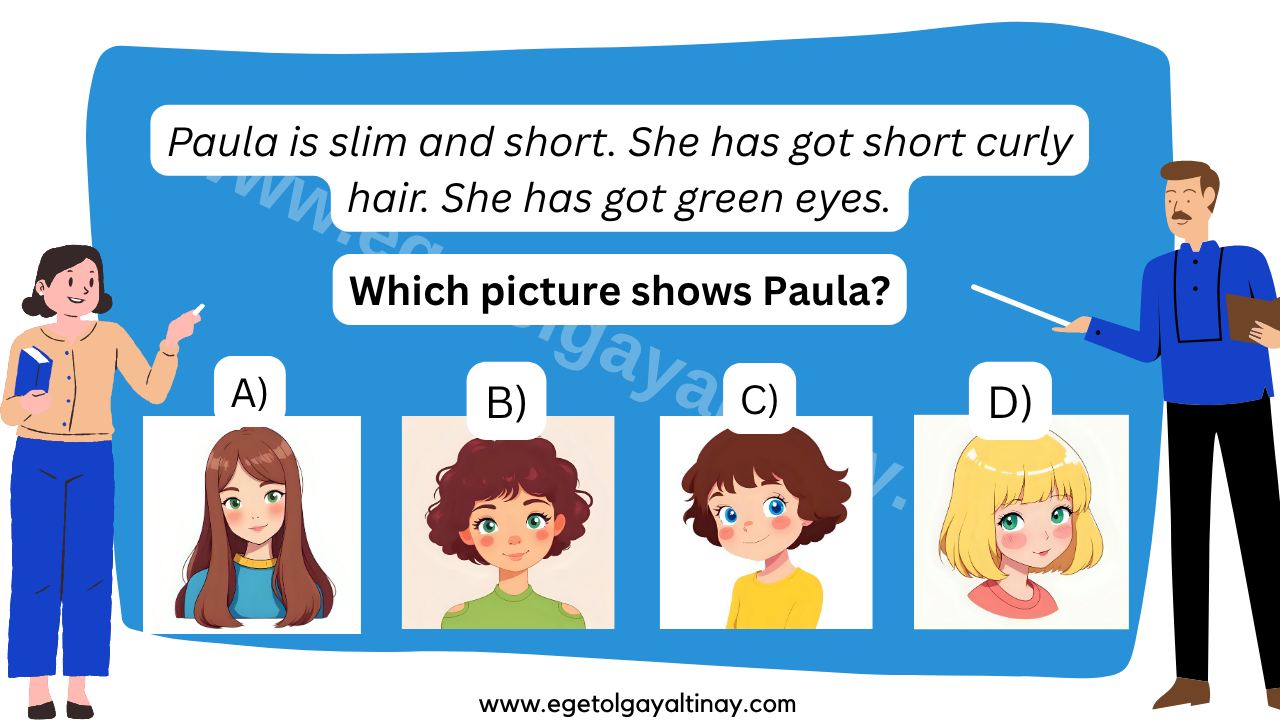 Paula is slim and short. She has got short curly
hair. She has got green eyes.
Which picture shows Paula?
A)
B)
C)
D)
www.egetolgayaltinay.com